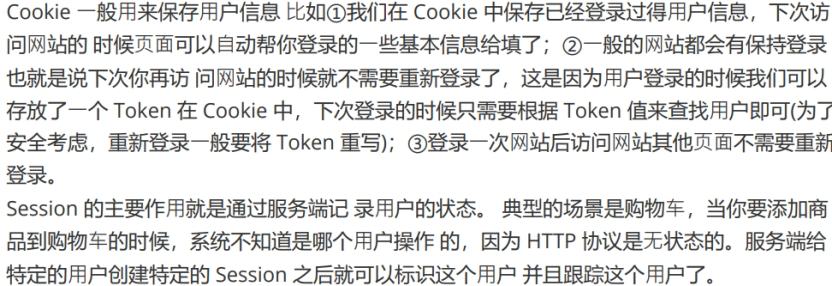 Cookie 一般用来保存用户信息 比如①我们在 Cookie 中保存已经登录过得用户信息，下次访
问网站的 时候页面可以自动帮你登录的一些基本信息给填了；②一般的网站都会有保持登录
也就是说下次你再访 问网站的时候就不需要重新登录了，这是因为用户登录的时候我们可以
存放了一个 Token 在 Cookie 中，下次登录的时候只需要根据 Token 值来查找用户即可(为了
安全考虑，重新登录一般要将 Token 重写)；③登录一次网站后访问网站其他页面不需要重新
登录。
Session 的主要作用就是通过服务端记 录用户的状态。 典型的场景是购物车，当你要添加商
品到购物车的时候，系统不知道是哪个用户操作 的，因为 HTTP 协议是无状态的。服务端给
特定的用户创建特定的 Session 之后就可以标识这个用户 并且跟踪这个用户了。